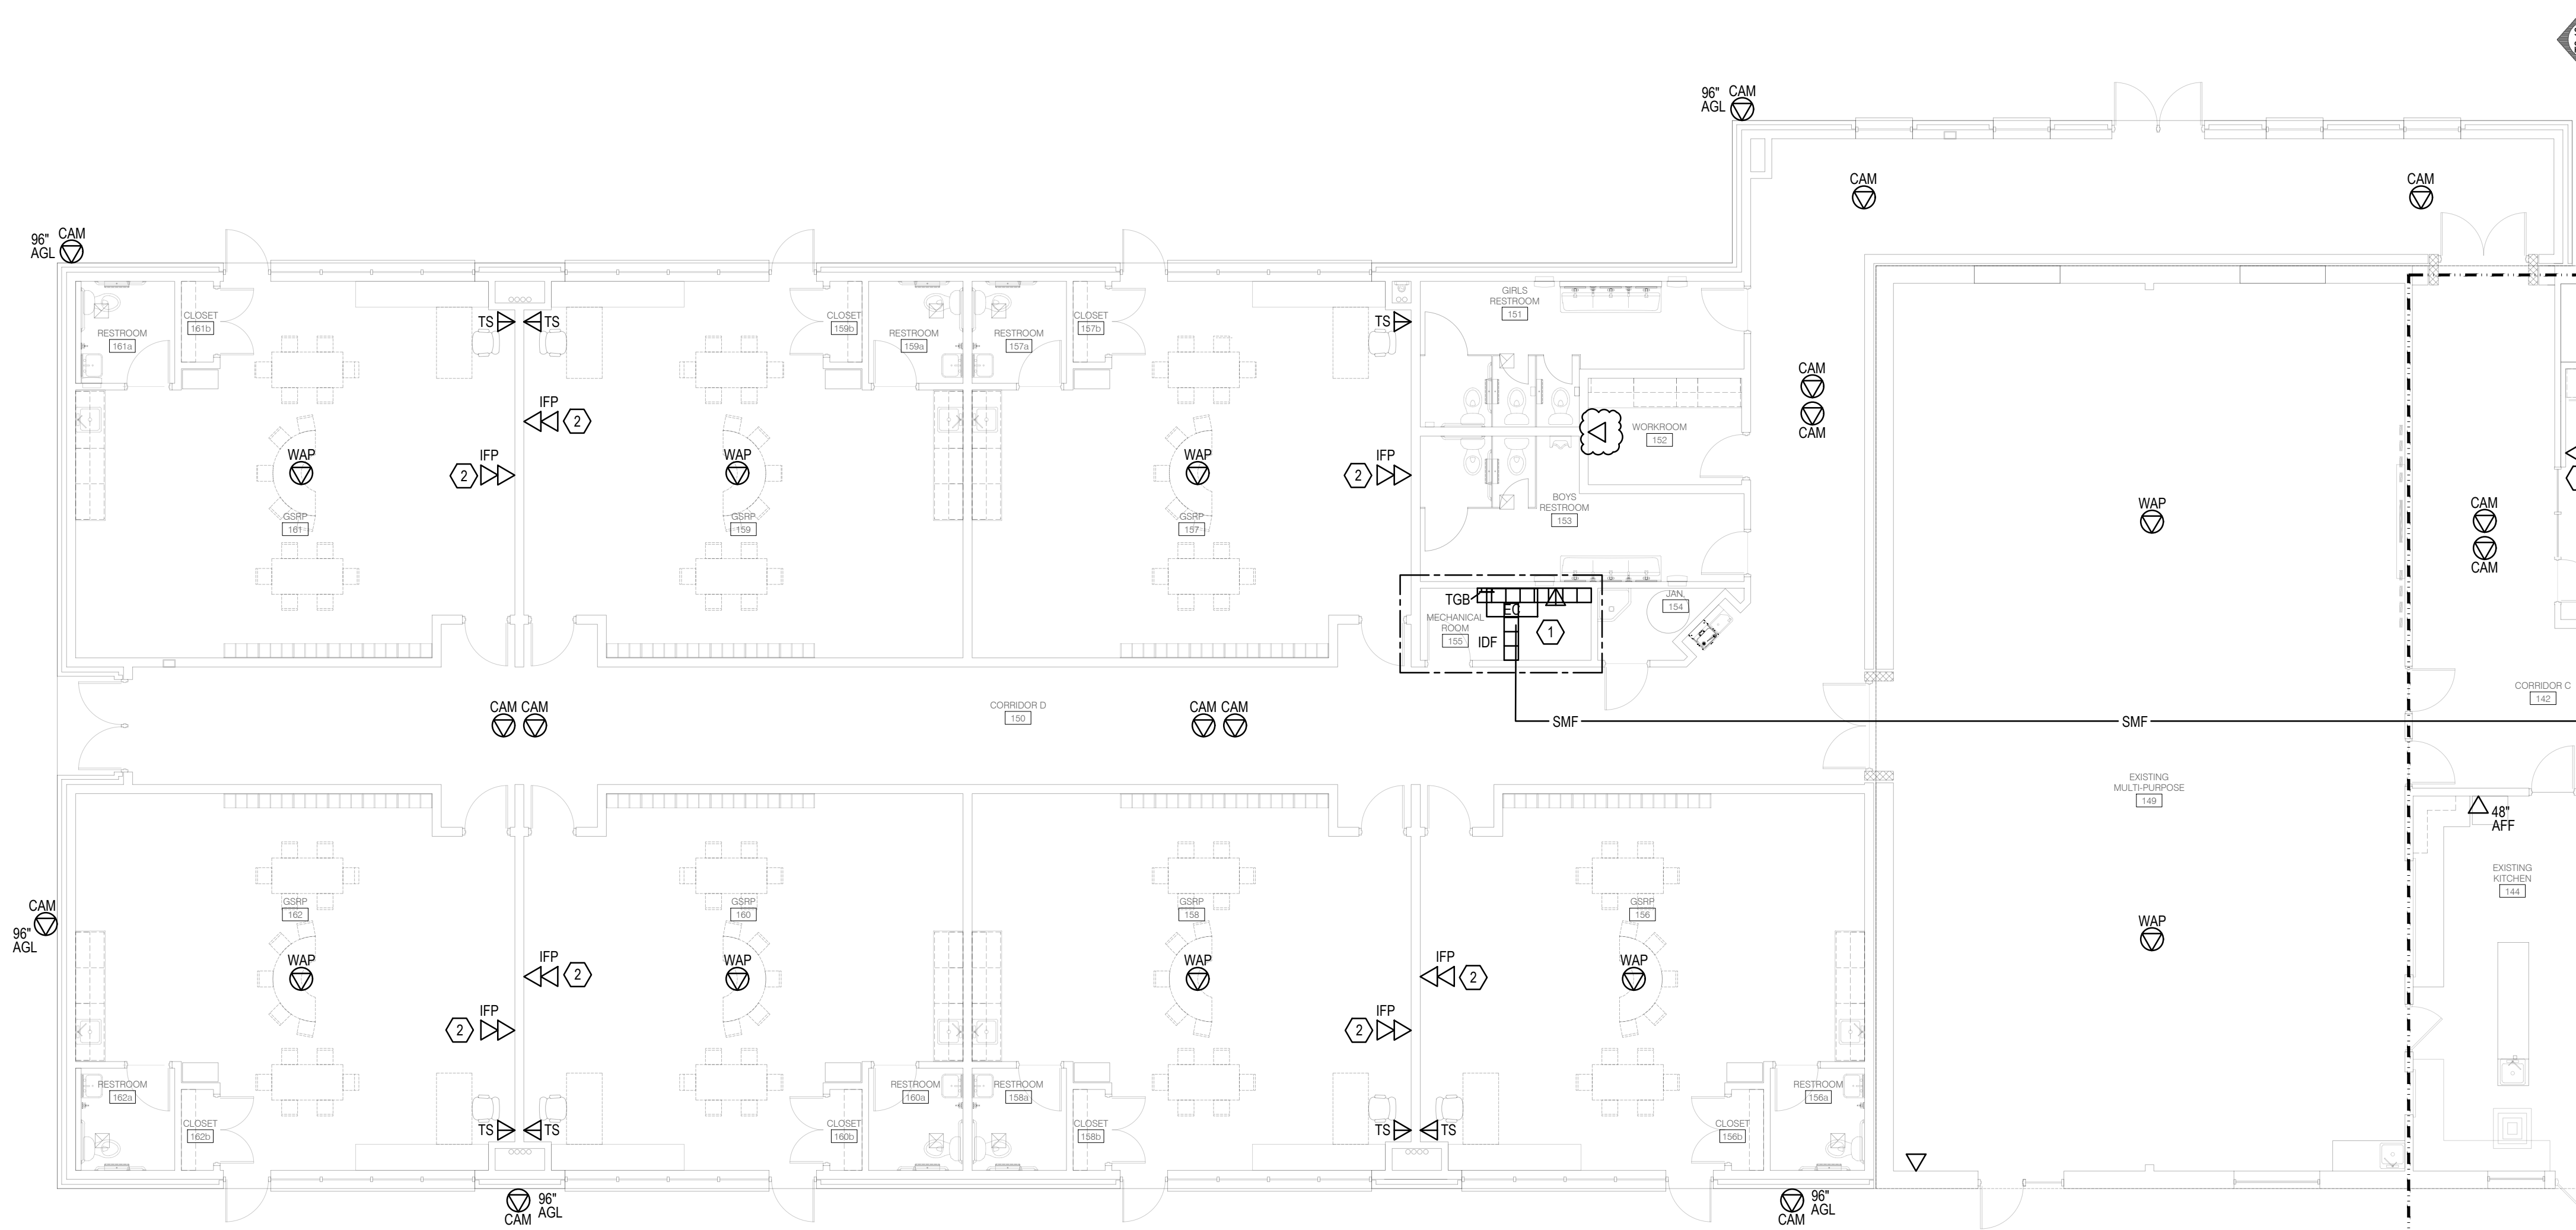 96" CAM
AGL
CAM
CAM
96" CAM
AGL
RESTROOM
161a
CLOSET
161b
TS
TS
CLOSET
159b
RESTROOM
159a
RESTROOM
157a
CLOSET
157b
TS
GIRLS
RESTROOM
151
CAM
CAM
IFP
2
IFP
2
WAP
WAP
WAP
IFP
2
WORKROOM
152
GSRP
161
GSRP
159
GSRP
157
BOYS
RESTROOM
153
WAP
CAM
CAM
TGB
EC
MECHANICAL
ROOM
155
IDF
1
JAN.
154
CAM CAM
CORRIDOR D
150
CAM CAM
SMF
SMF
CORRIDOR C
142
EXISTING
MULTI-PURPOSE
149
48"
AFF
EXISTING
KITCHEN
144
CAM
96"
AGL
GSRP
162
GSRP
160
GSRP
158
GSRP
156
WAP
WAP
WAP
WAP
WAP
IFP
2
IFP
2
IFP
2
IFP
2
RESTROOM
162a
CLOSET
162b
TS
TS
CLOSET
160b
RESTROOM
160a
RESTROOM
158a
CLOSET
158b
TS
TS
CLOSET
156b
RESTROOM
156a
CAM
96"
AGL
CAM
96"
AGL